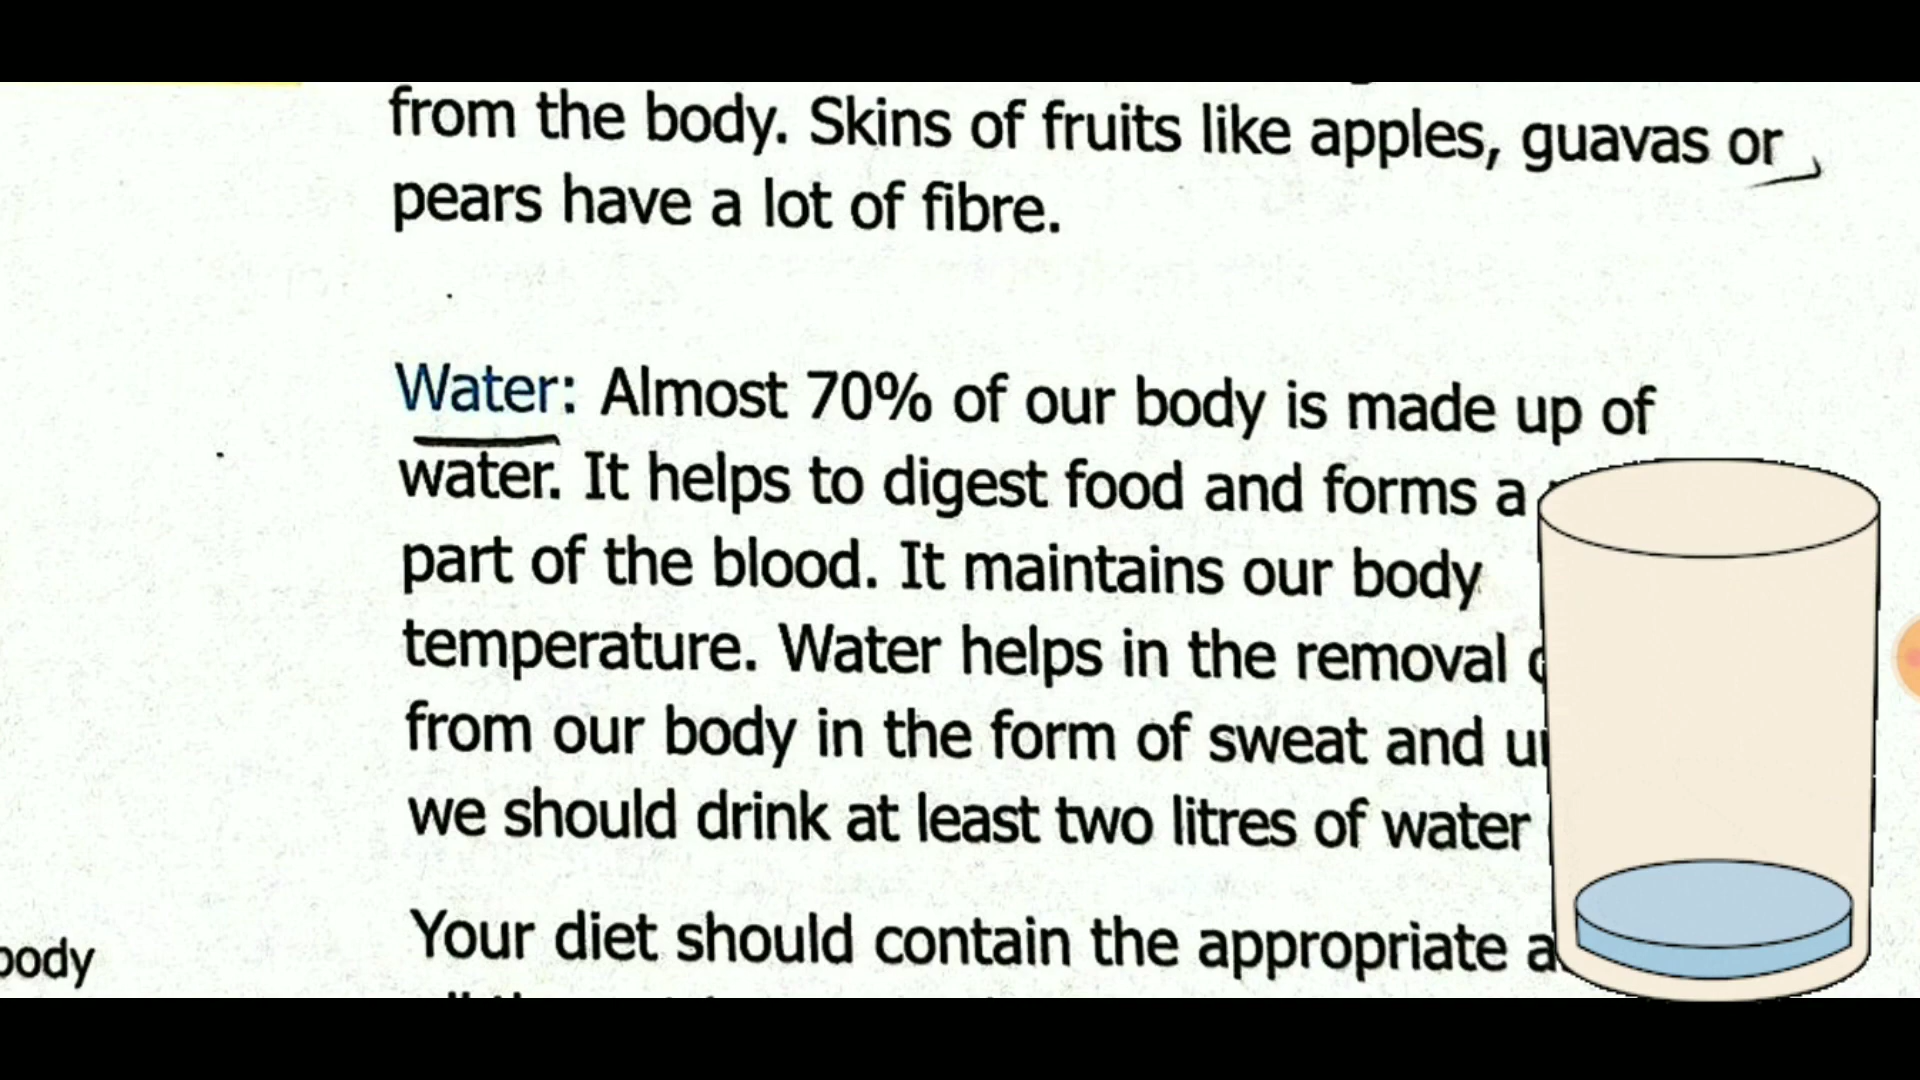 from the body. Skins of fruits like apples, guavas or
pears have a lot of fibre.
Water: Almost 70% of our body is made up of
water. It helps to digest food and forms a
part of the blood. It maintains our body
temperature. Water helps in the removal
from our body in the form of sweat and
we should drink at least two litres of water
Your diet should contain the appropriate
body